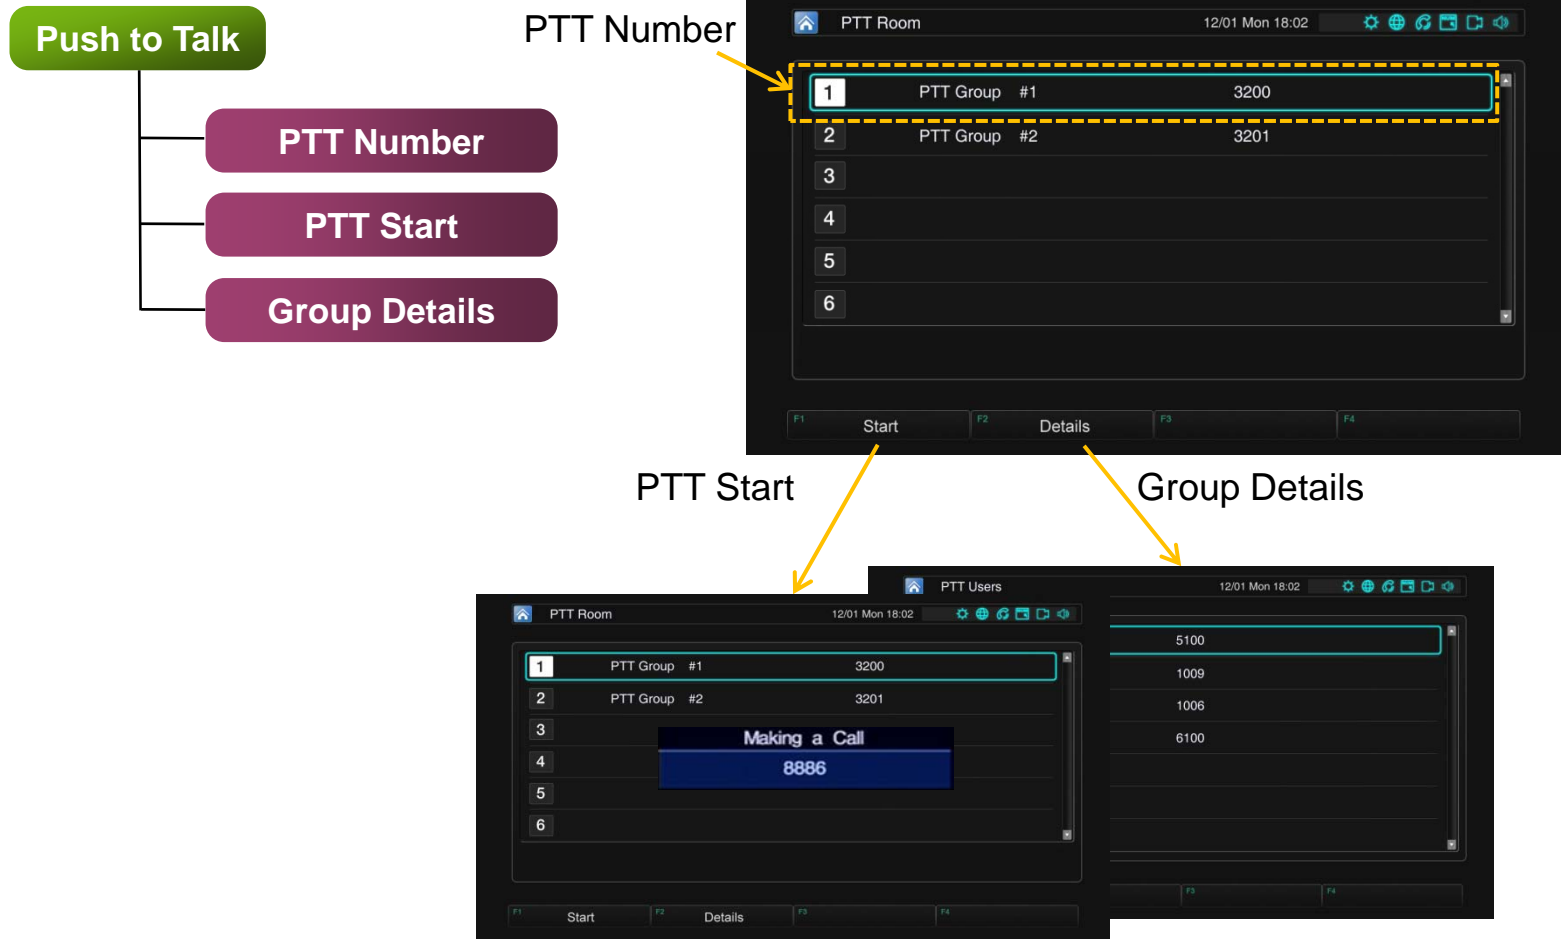 Push to Talk
PTT Number
PTT Start
Group Details
PTT Number
PTT Room 12/01 Mon 18:02
1 PTT Group #1 3200
2 PTT Group #2 3201
3
4
5
6
F1 Start F2 Details F3 F4
PTT Start
Group Details
PTT Users 12/01 Mon 18:02
5100
1009
1006
6100
F3 F4
PTT Room 12/01 Mon 18:02
1 PTT Group #1 3200
2 PTT Group #2 3201
3
Making a Call
4
8886
5
6
F1 Start F2 Details F3 F4